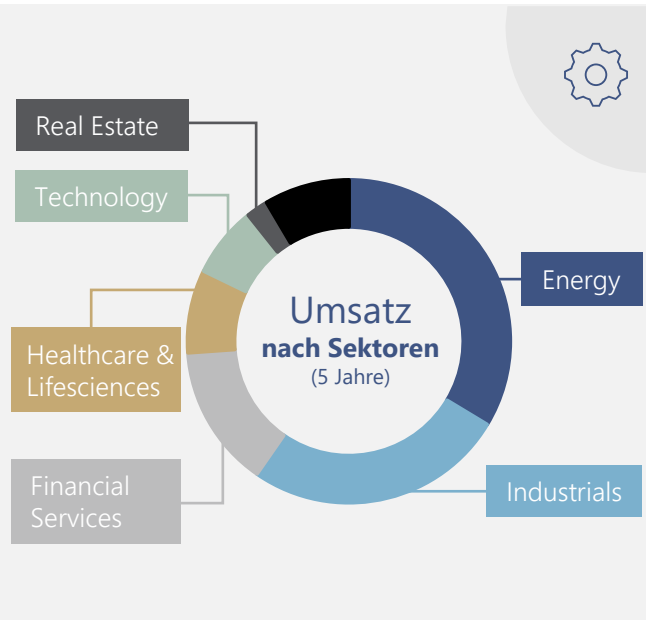 Real Estate
Technology
Healthcare &
Lifesciences
Financial
Services
Umsatz
nach Sektoren
(5 Jahre)
Energy
Industrials